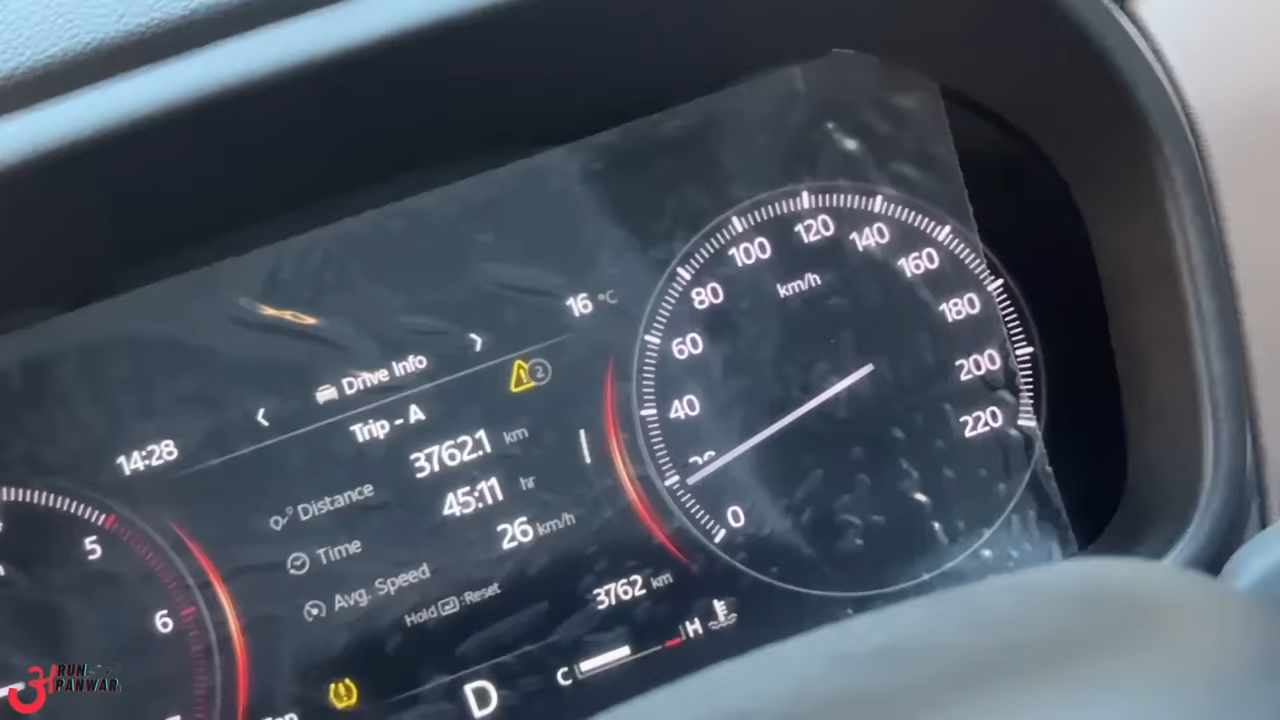 Drive Info
16 °C
14:28
2
Trip - A
Distance 3762.1 km
Time 45:11 hr
Avg. Speed 26 km/h
Hold :Reset
3762 km
D
C H
5
6
0
40
60
80
100
120
140
160
180
200
220
km/h
RUN
PANWAR